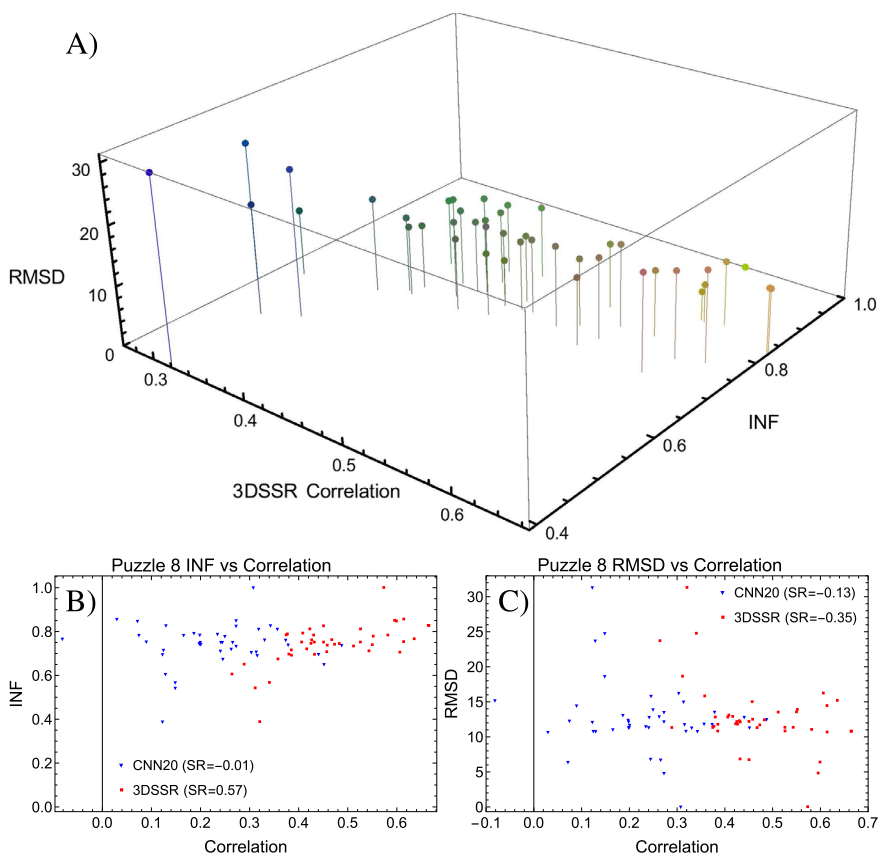 A)
30
20
RMSD
10
0
0.3
0.4
0.5
0.6
3DSSR Correlation
0.4
0.6
0.8
1.0
INF
Puzzle 8 INF vs Correlation
B)
1.0
0.8
0.6
0.4
0.2
0.0
INF
CNN20 (SR=−0.01)
3DSSR (SR=0.57)
0.0 0.1 0.2 0.3 0.4 0.5 0.6
Correlation
Puzzle 8 RMSD vs Correlation
C)
CNN20 (SR=−0.13)
3DSSR (SR=−0.35)
30
25
20
15
10
5
0
RMSD
−0.1 0.0 0.1 0.2 0.3 0.4 0.5 0.6 0.7
Correlation